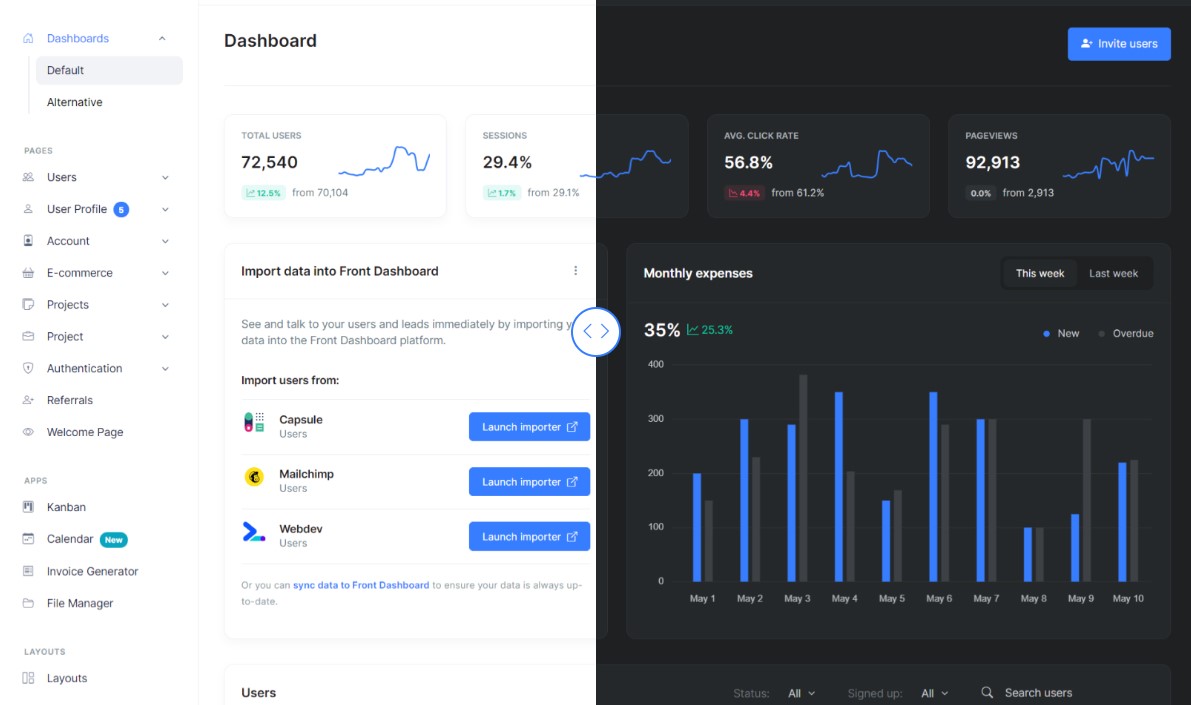 Dashboards
Default
Alternative
PAGES
Users
User Profile 5
Account
E-commerce
Projects
Project
Authentication
Referrals
Welcome Page
APPS
Kanban
Calendar New
Invoice Generator
File Manager
LAYOUTS
Layouts
Dashboard
Invite users
TOTAL USERS
72,540
12.5% from 70,104
SESSIONS
29.4%
1.7% from 29.1%
AVG. CLICK RATE
56.8%
4.4% from 61.2%
PAGEVIEWS
92,913
0.0% from 2,913
Import data into Front Dashboard
See and talk to your users and leads immediately by importing
data into the Front Dashboard platform.
Import users from:
Capsule
Users
Launch importer
Mailchimp
Users
Launch importer
Webdev
Users
Launch importer
Or you can sync data to Front Dashboard to ensure your data is always up-
to-date.
Monthly expenses
This week Last week
35% 25.3%
New Overdue
400
300
200
100
0
May 1 May 2 May 3 May 4 May 5 May 6 May 7 May 8 May 9 May 10
Users
Status: All Signed up: All Search users